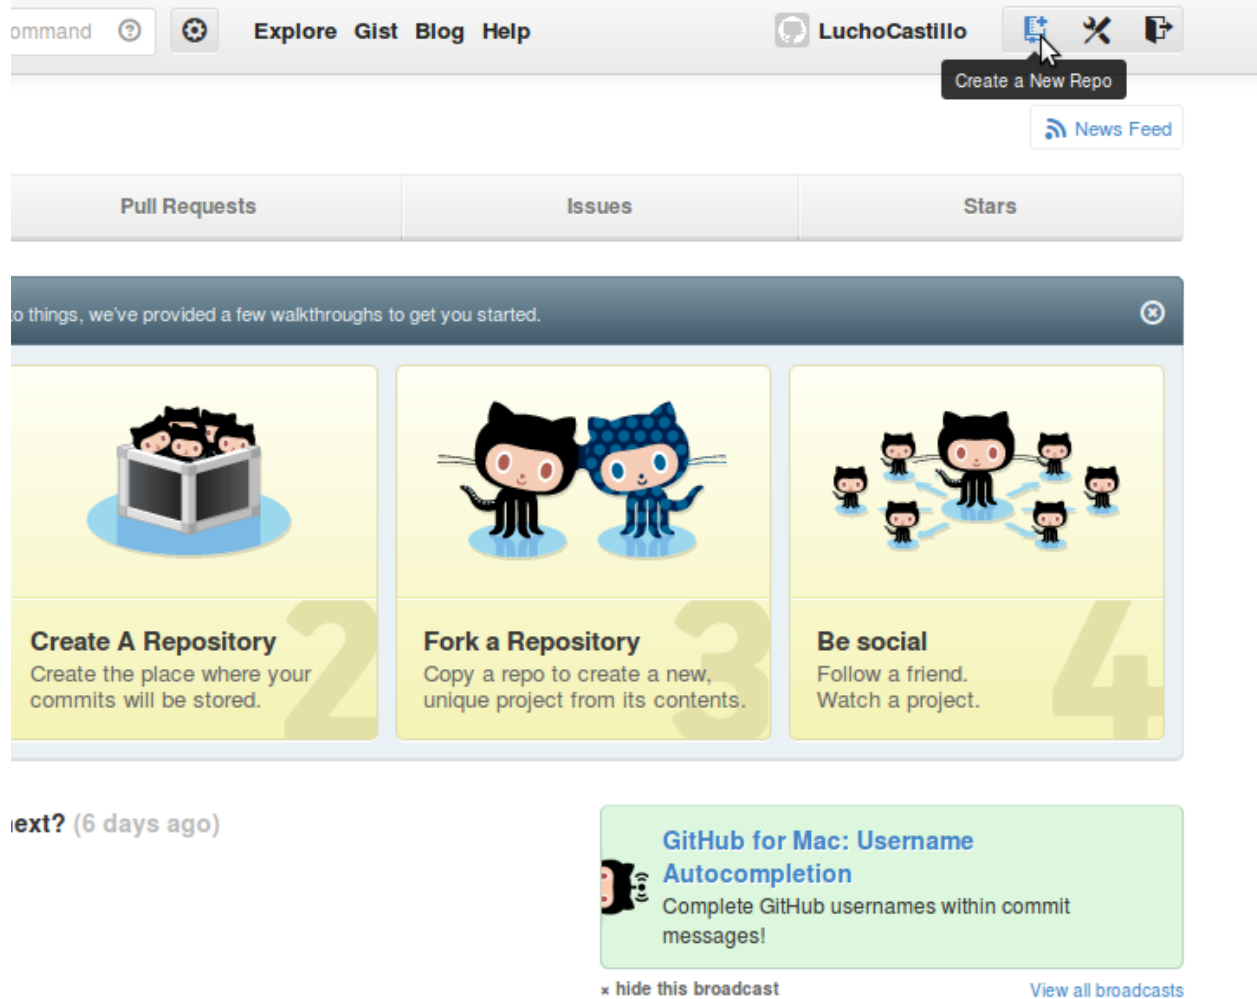 ommand
Explore Gist Blog Help
LuchoCastillo
Create a New Repo
News Feed
Pull Requests
Issues
Stars
to things, we've provided a few walkthroughs to get you started.
2
Create A Repository
Create the place where your
commits will be stored.
3
Fork a Repository
Copy a repo to create a new,
unique project from its contents.
4
Be social
Follow a friend.
Watch a project.
next? (6 days ago)
GitHub for Mac: Username
Autocompletion
Complete GitHub usernames within commit
messages!
× hide this broadcast
View all broadcasts